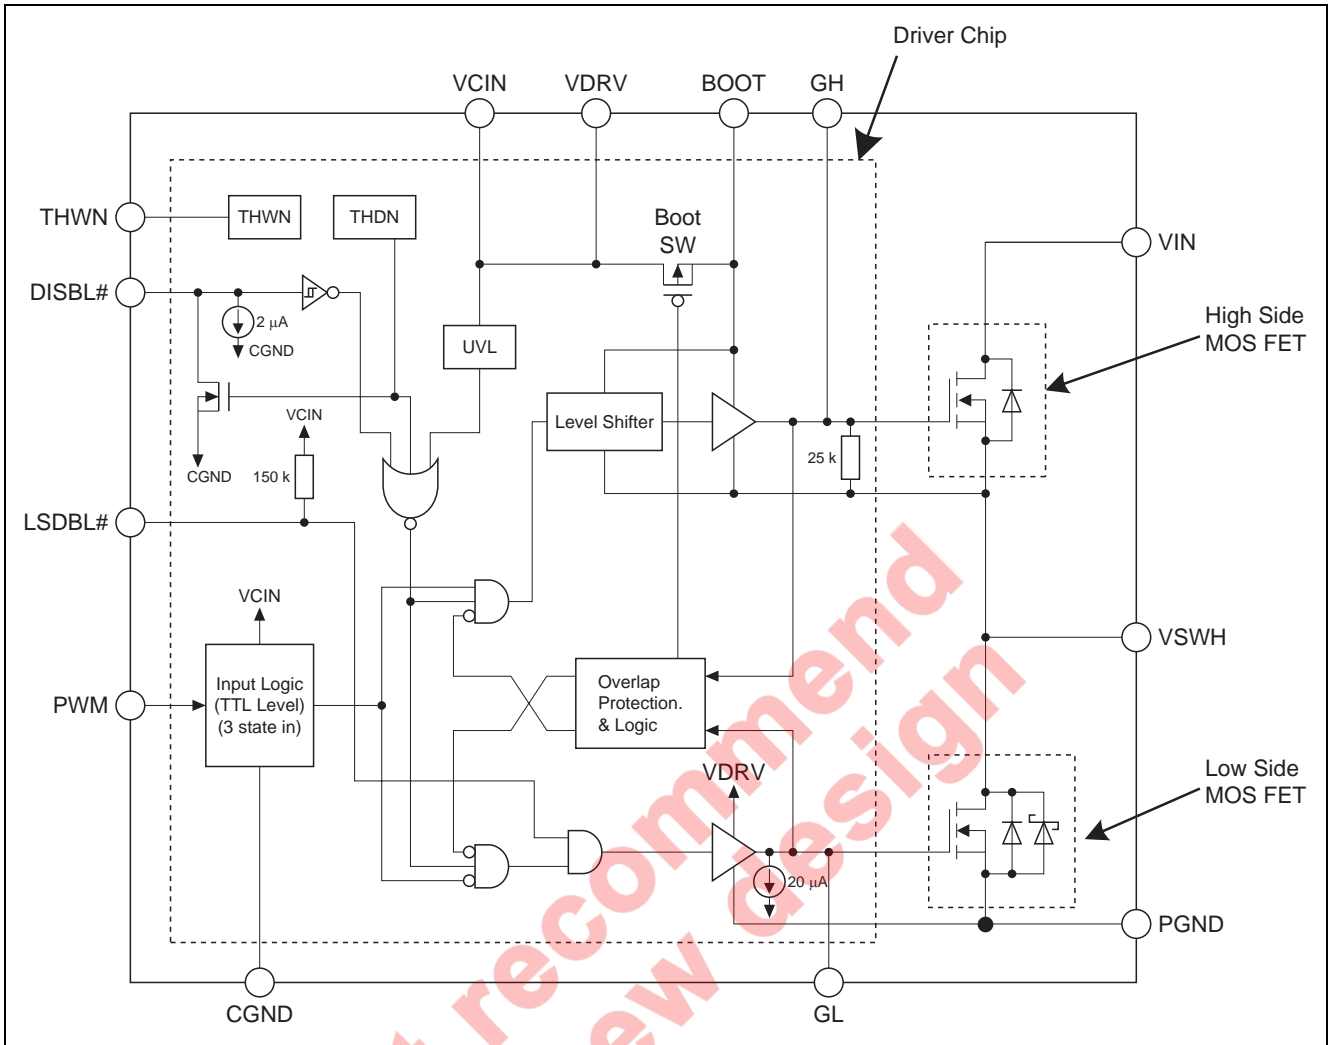 Driver Chip
VCIN
VDRV
BOOT
GH
THWN
THWN
THDN
Boot
SW
VIN
DISBL#
2 μA
CGND
UVL
High Side
MOS FET
VCIN
Level Shifter
CGND
150 k
25 k
LSDBL#
VCIN
VSWH
PWM
Input Logic
(TTL Level)
(3 state in)
Overlap
Protection.
& Logic
VDRV
Low Side
MOS FET
20 μA
PGND
CGND
GL
t recommend
ew design